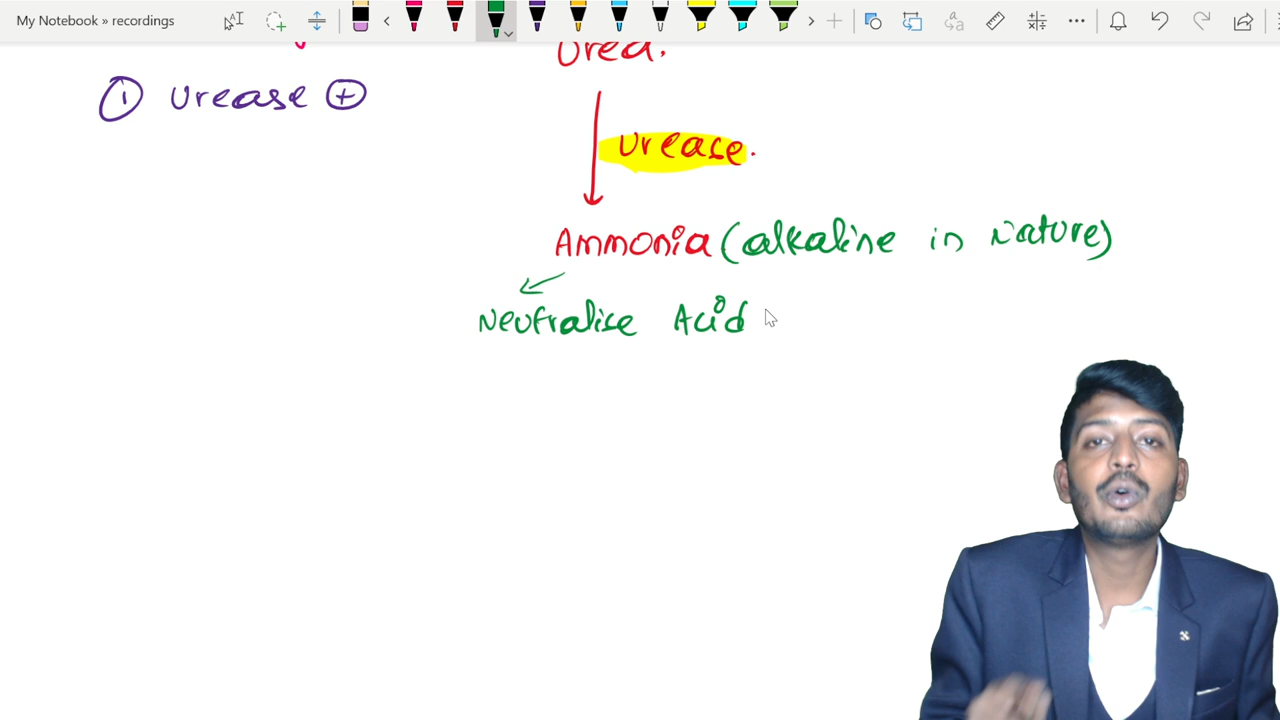 My Notebook » recordings
Urea.
① Urease ⊕
Urease.
Ammonia (alkaline in Nature)
Neutralise Acid